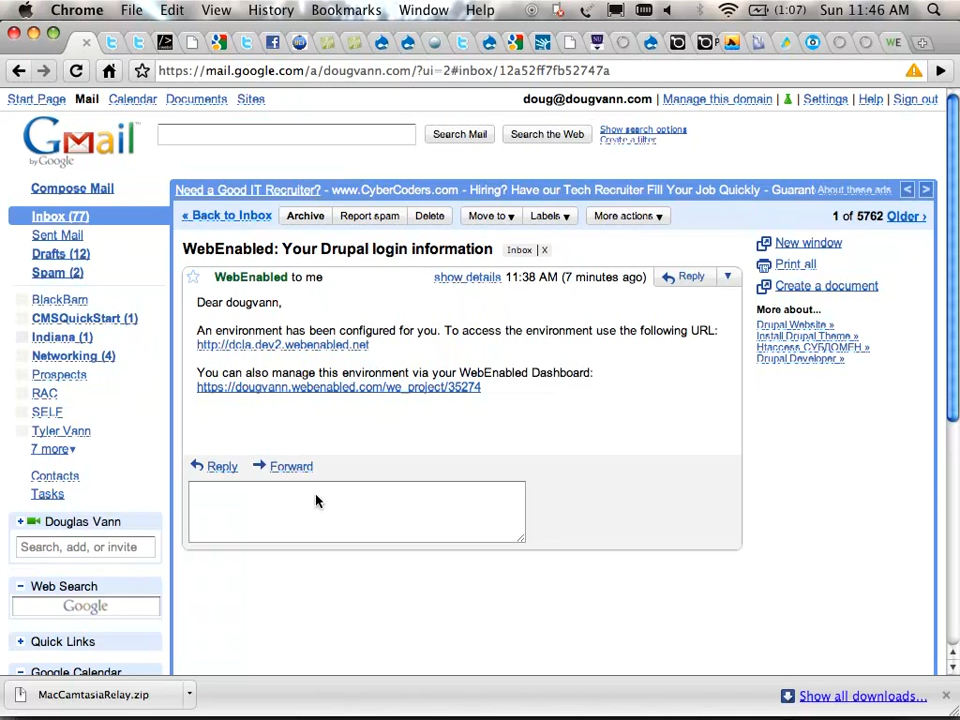 Chrome File Edit View History Bookmarks Window Help (1:07) Sun 11:46 AM
WE
https://mail.google.com/a/dougvann.com/?ui=2#inbox/12a52ff7fb52747a
Start Page Mail Calendar Documents Sites doug@dougvann.com | Manage this domain | Settings | Help | Sign out
Gmail
by Google
Search Mail Search the Web Show search options
Create a filter
Compose Mail
Need a Good IT Recruiter? - www.CyberCoders.com - Hiring? Have our Tech Recruiter Fill Your Job Quickly - Guarant About these ads < >
Inbox (77)
« Back to Inbox Archive Report spam Delete Move to▼ Labels▼ More actions▼ 1 of 5762 Older ›
Sent Mail
Drafts (12)
Spam (2)
WebEnabled: Your Drupal login information Inbox | X
New window
Print all
Create a document
WebEnabled to me show details 11:38 AM (7 minutes ago) Reply ▼
Dear dougvann,
An environment has been configured for you. To access the environment use the following URL:
http://dcla.dev2.webenabled.net
You can also manage this environment via your WebEnabled Dashboard:
https://dougvann.webenabled.com/we_project/35274
More about...
Drupal Website »
Install Drupal Theme »
Htaccess СУБДОМЕН »
Drupal Developer »
BlackBarn
CMSQuickStart (1)
Indiana (1)
Networking (4)
Prospects
RAC
SELF
Tyler Vann
7 more▼
Reply Forward
Contacts
Tasks
+ Douglas Vann
Search, add, or invite
− Web Search
Google
+ Quick Links
− Google Calendar
MacCamtasiaRelay.zip
Show all downloads...